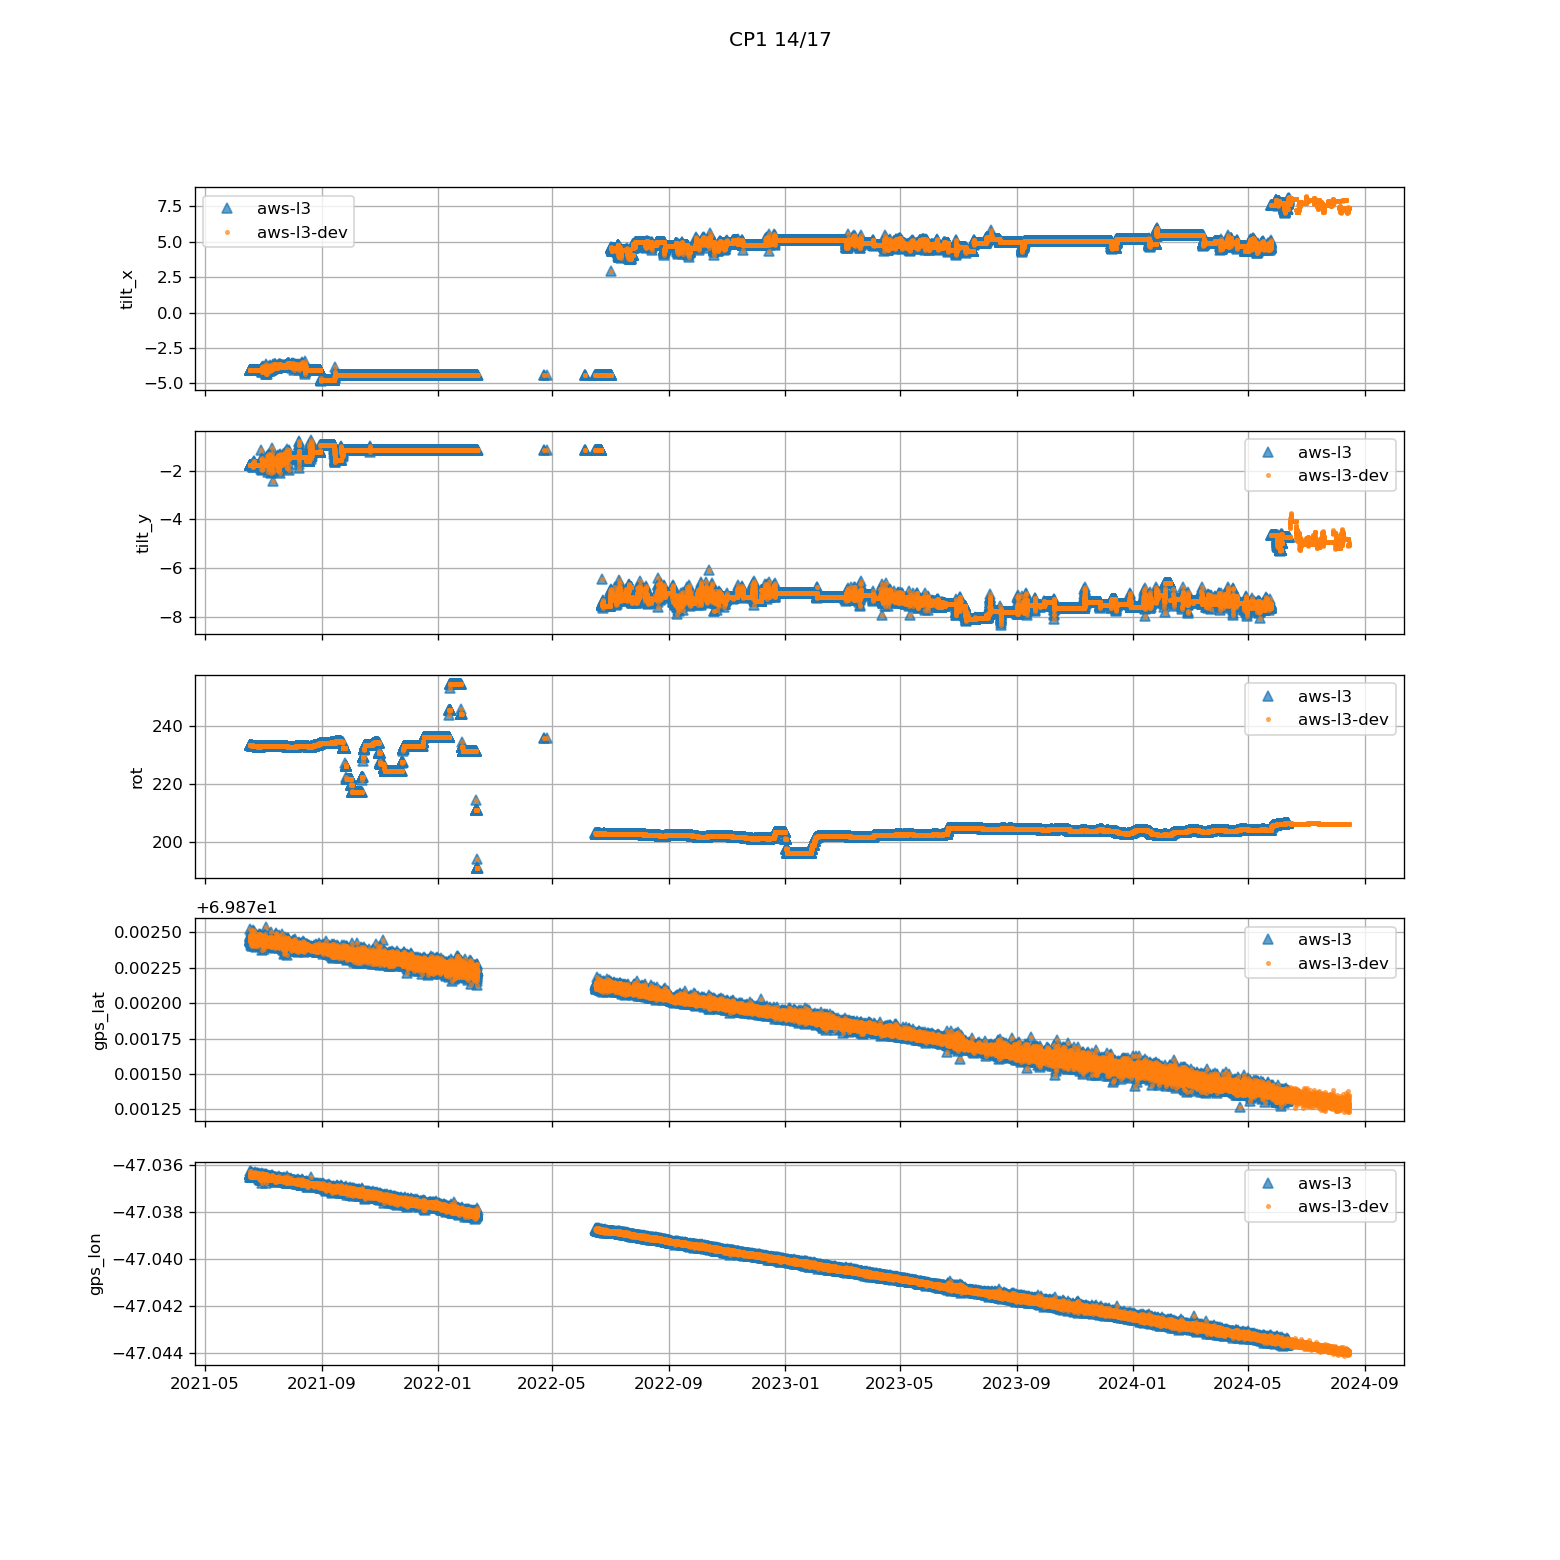 CP1 14/17
tilt_x
7.5
5.0
2.5
0.0
−2.5
−5.0
aws-l3
aws-l3-dev
tilt_y
−2
−4
−6
−8
aws-l3
aws-l3-dev
rot
240
220
200
aws-l3
aws-l3-dev
+6.987e1
gps_lat
0.00250
0.00225
0.00200
0.00175
0.00150
0.00125
aws-l3
aws-l3-dev
gps_lon
−47.036
−47.038
−47.040
−47.042
−47.044
aws-l3
aws-l3-dev
2021-05 2021-09 2022-01 2022-05 2022-09 2023-01 2023-05 2023-09 2024-01 2024-05 2024-09